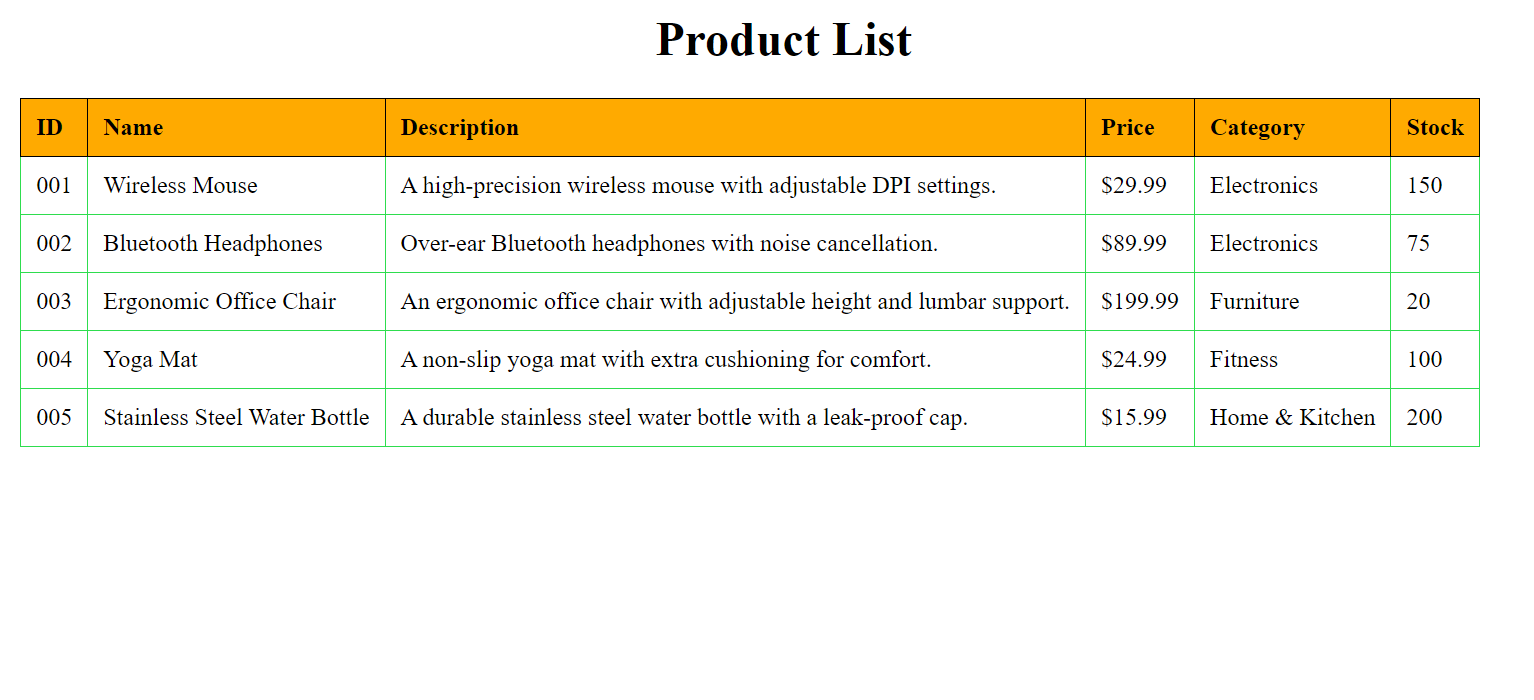 Product List
ID Name Description Price Category Stock
001 Wireless Mouse A high-precision wireless mouse with adjustable DPI settings. $29.99 Electronics 150
002 Bluetooth Headphones Over-ear Bluetooth headphones with noise cancellation. $89.99 Electronics 75
003 Ergonomic Office Chair An ergonomic office chair with adjustable height and lumbar support. $199.99 Furniture 20
004 Yoga Mat A non-slip yoga mat with extra cushioning for comfort. $24.99 Fitness 100
005 Stainless Steel Water Bottle A durable stainless steel water bottle with a leak-proof cap. $15.99 Home & Kitchen 200